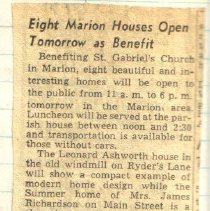 Eight Marion Houses Open
Tomorrow as Benefit
Benefiting St. Gabriel's Church
in Marion, eight beautiful and in-
teresting homes will be open to
the public from 11 a. m. to 6 p. m.
tomorrow in the Marion area.
Luncheon will be served at the par-
ish house between noon and 2:30
and transportation is available for
those without cars.
The Leonard Ashworth house in
the old windmill on Ryder's Lane
will show a compact example of
modern home design while the
Summer home of Mrs. James
Richardson on Main Street is a